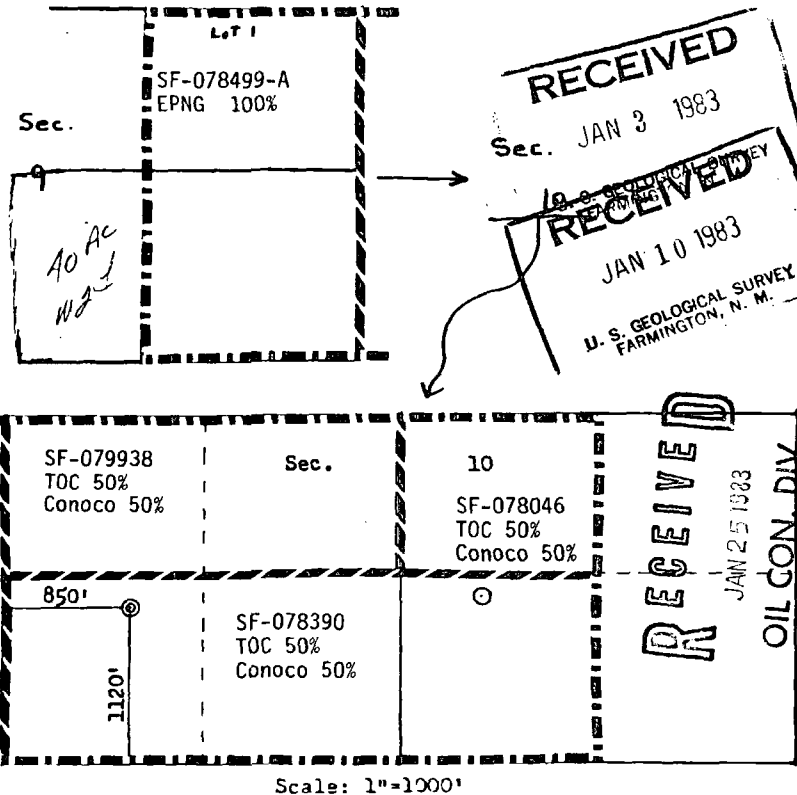 LOT 1
SF-078499-A
EPNG 100%
Sec.
9
40 Ac
RECEIVED
JAN 3 1983
Sec.
10
U. S. GEOLOGICAL SURVEY
RECEIVED
JAN 10 1983
U. S. GEOLOGICAL SURVEY
FARMINGTON, N. M.
SF-079938
TOC 50%
Conoco 50%
Sec. 10
SF-078046
TOC 50%
Conoco 50%
RECEIVED
JAN 25 1983
OIL CON. DIV.
850'
SF-078390
TOC 50%
Conoco 50%
1120'
Scale: 1"=1000'